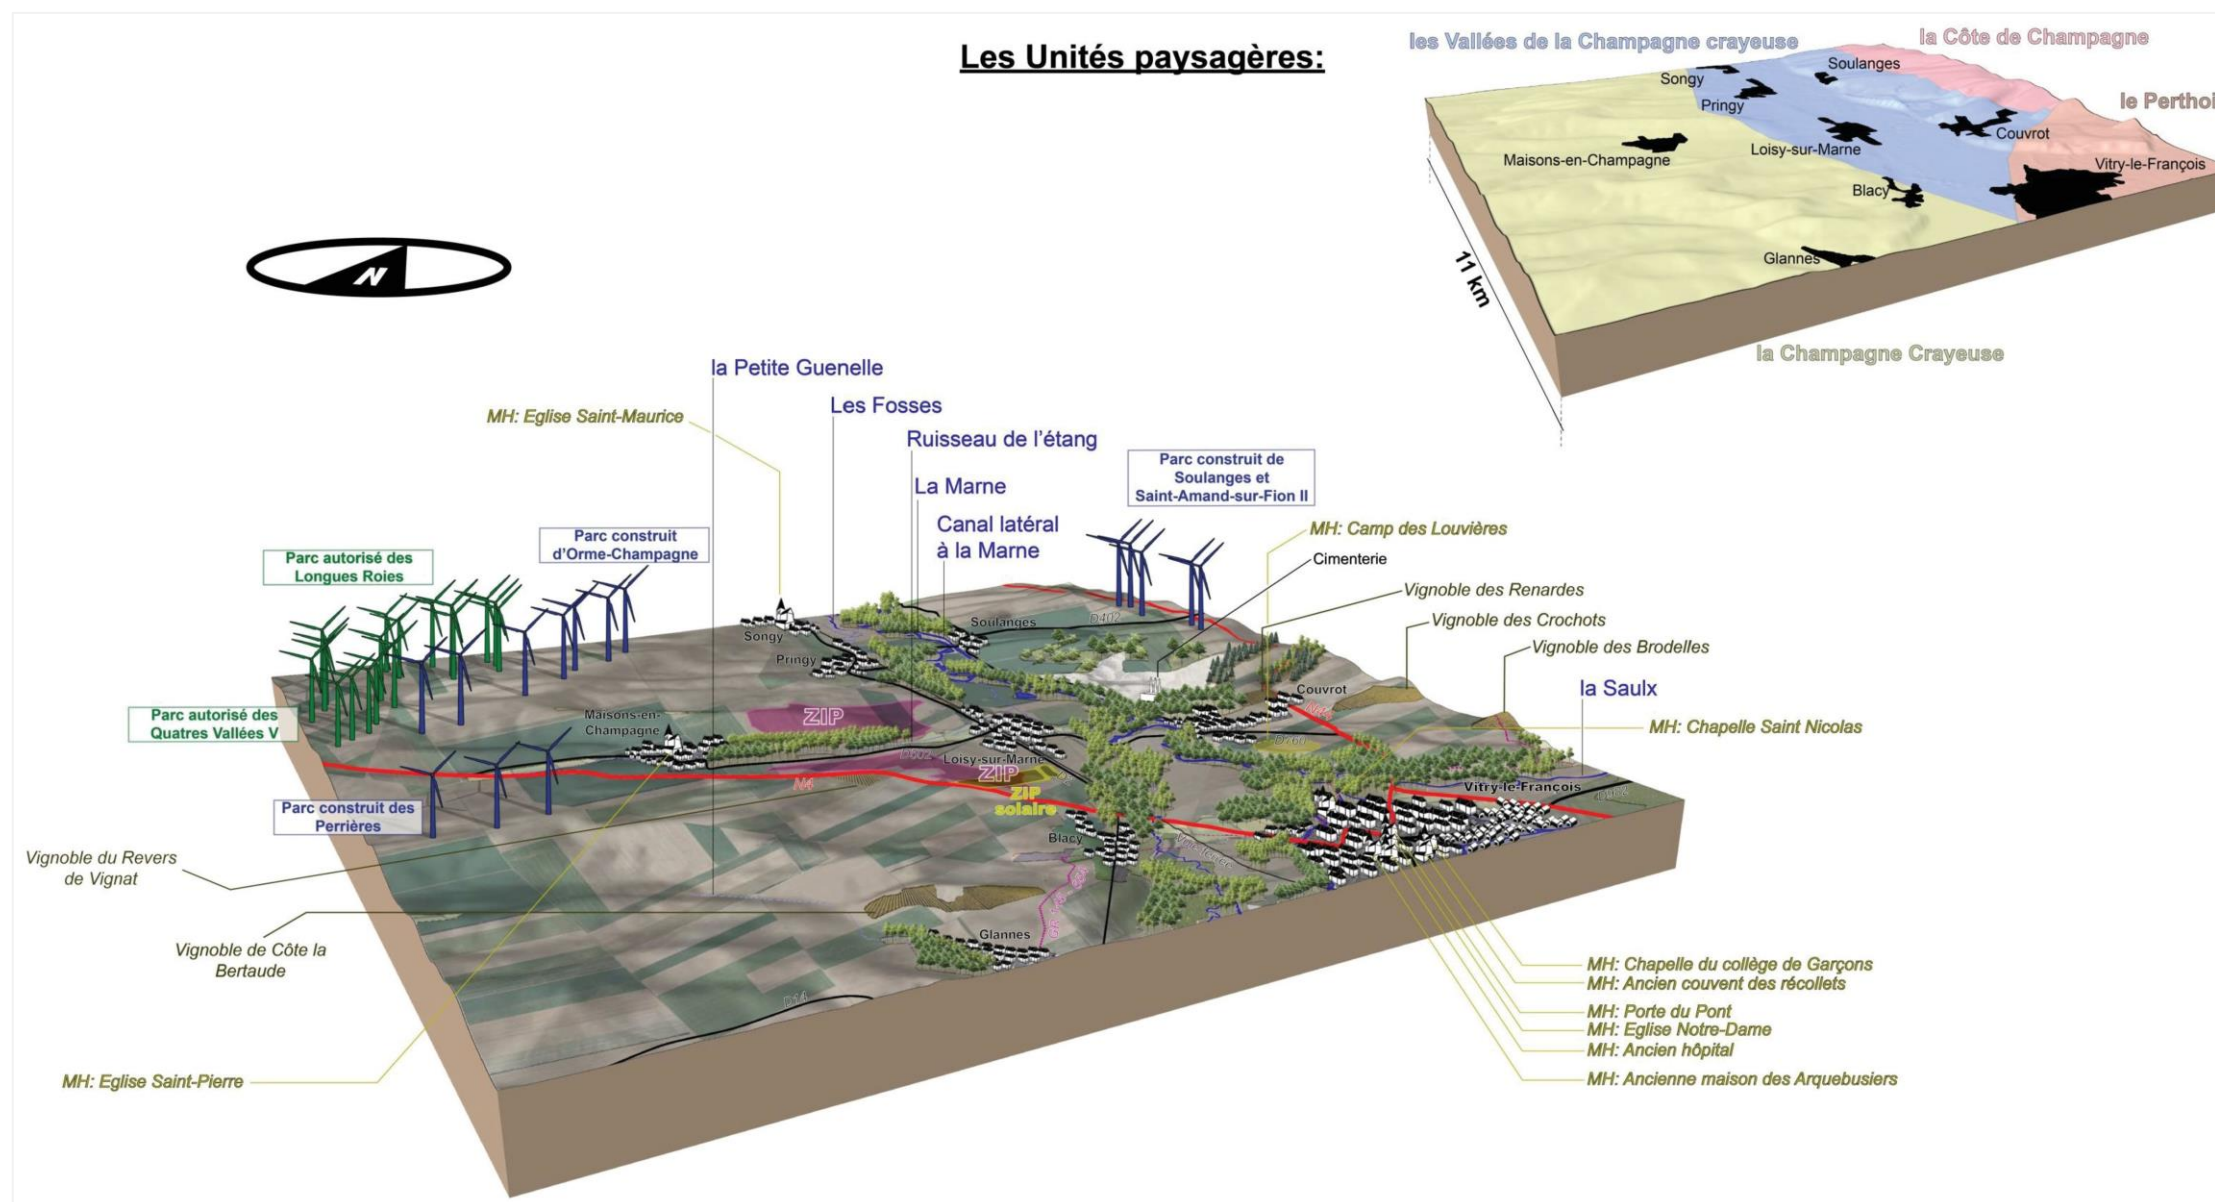 Les Unités paysagères:
les Vallées de la Champagne crayeuse
la Côte de Champagne
Soulanges
Songy
Pringy
le Perthoi
Couvrot
Loisy-sur-Marne
Maisons-en-Champagne
Vitry-le-François
Blacy
Glannes
11 km
la Champagne Crayeuse
N
la Petite Guenelle
MH: Eglise Saint-Maurice
Les Fosses
Ruisseau de l'étang
La Marne
Canal latéral
à la Marne
Parc construit de
Soulanges et
Saint-Amand-sur-Fion II
MH: Camp des Louvières
Cimenterie
Vignoble des Renardes
Vignoble des Crochots
Vignoble des Brodelles
la Saulx
MH: Chapelle Saint Nicolas
Parc construit
d'Orme-Champagne
Parc autorisé des
Longues Roies
Parc autorisé des
Quatres Vallées V
Parc construit des
Perrières
Songy
Pringy
Soulanges
D402
Couvrot
N44
D760
Maisons-en-
Champagne
ZIP
Loisy-sur-Marne
ZIP
N4
ZIP
solaire
Vitry-le-François
Blacy
Glannes
D14
Vignoble du Revers
de Vignat
Vignoble de Côte la
Bertaude
MH: Eglise Saint-Pierre
MH: Chapelle du collège de Garçons
MH: Ancien couvent des récollets
MH: Porte du Pont
MH: Eglise Notre-Dame
MH: Ancien hôpital
MH: Ancienne maison des Arquebusiers